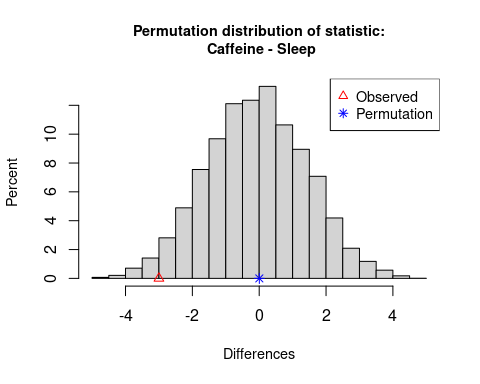 Permutation distribution of statistic:
Caffeine - Sleep
Observed
Permutation
Percent
10
8
6
4
2
0
-4
-2
0
2
4
Differences